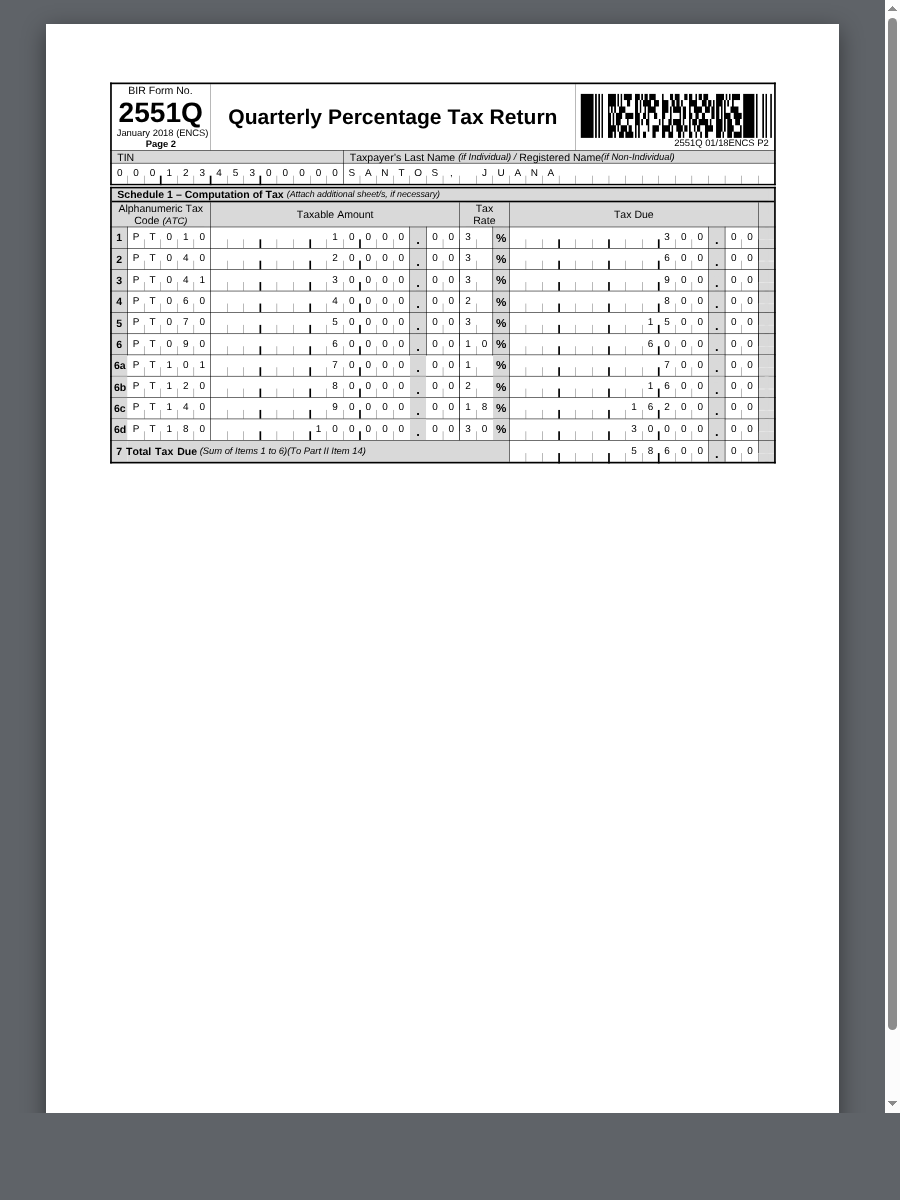 BIR Form No.
2551Q
January 2018 (ENCS)
Page 2
Quarterly Percentage Tax Return
2551Q 01/18ENCS P2
TIN Taxpayer's Last Name (if Individual) / Registered Name(if Non-Individual)
0 0 0 1 2 3 4 5 3 0 0 0 0 0 S A N T O S , J U A N A
Schedule 1 – Computation of Tax (Attach additional sheet/s, if necessary)
Alphanumeric Tax Code (ATC) Taxable Amount Tax Rate Tax Due
1 P T 0 1 0 1 0 0 0 0 . 0 0 3 % 3 0 0 . 0 0
2 P T 0 4 0 2 0 0 0 0 . 0 0 3 % 6 0 0 . 0 0
3 P T 0 4 1 3 0 0 0 0 . 0 0 3 % 9 0 0 . 0 0
4 P T 0 6 0 4 0 0 0 0 . 0 0 2 % 8 0 0 . 0 0
5 P T 0 7 0 5 0 0 0 0 . 0 0 3 % 1 5 0 0 . 0 0
6 P T 0 9 0 6 0 0 0 0 . 0 0 1 0 % 6 0 0 0 . 0 0
6a P T 1 0 1 7 0 0 0 0 . 0 0 1 % 7 0 0 . 0 0
6b P T 1 2 0 8 0 0 0 0 . 0 0 2 % 1 6 0 0 . 0 0
6c P T 1 4 0 9 0 0 0 0 . 0 0 1 8 % 1 6 2 0 0 . 0 0
6d P T 1 8 0 1 0 0 0 0 0 . 0 0 3 0 % 3 0 0 0 0 . 0 0
7 Total Tax Due (Sum of Items 1 to 6)(To Part II Item 14) 5 8 6 0 0 . 0 0